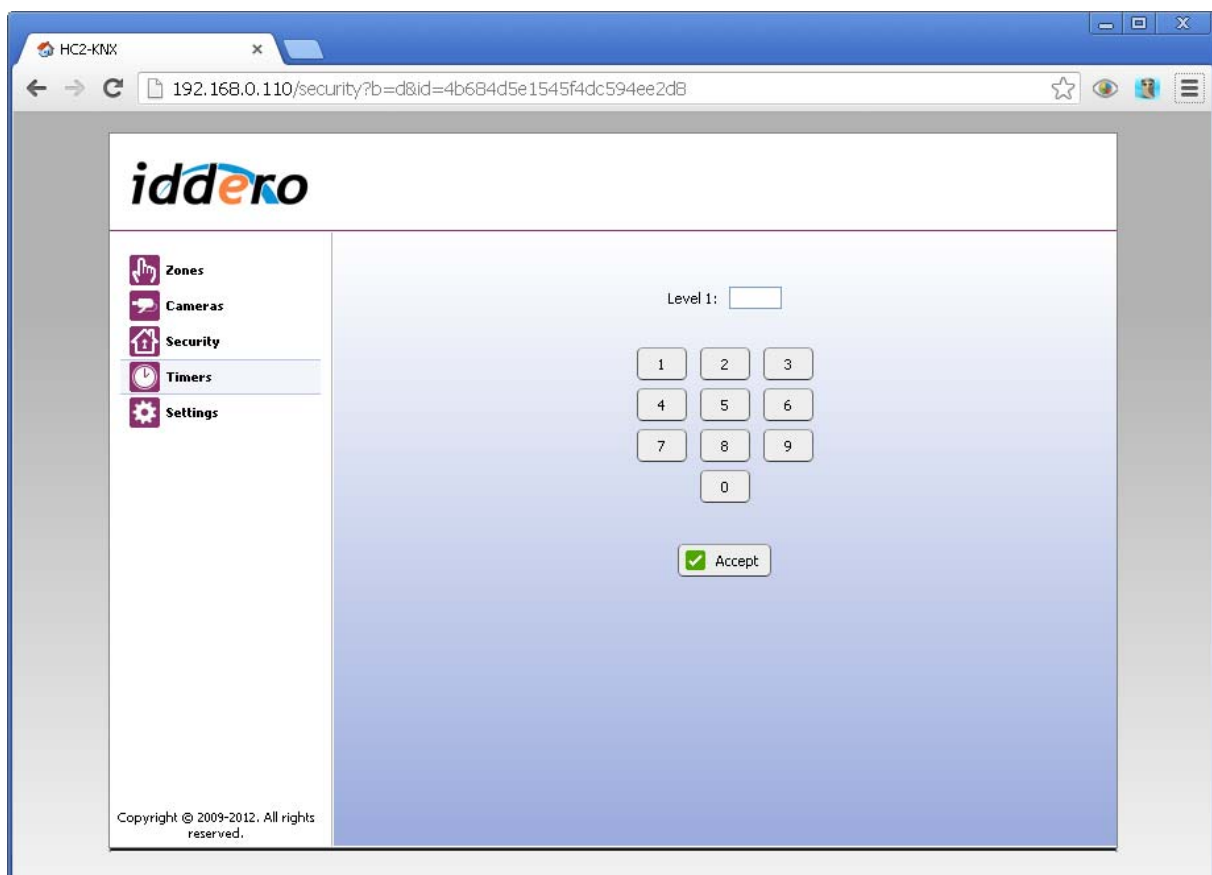 HC2-KNX
192.168.0.110/security?b=d&id=4b684d5e1545f4dc594ee2d8
iddero
Zones
Cameras
Security
Timers
Settings
Level 1:
1 2 3
4 5 6
7 8 9
0
Accept
Copyright © 2009-2012. All rights
reserved.